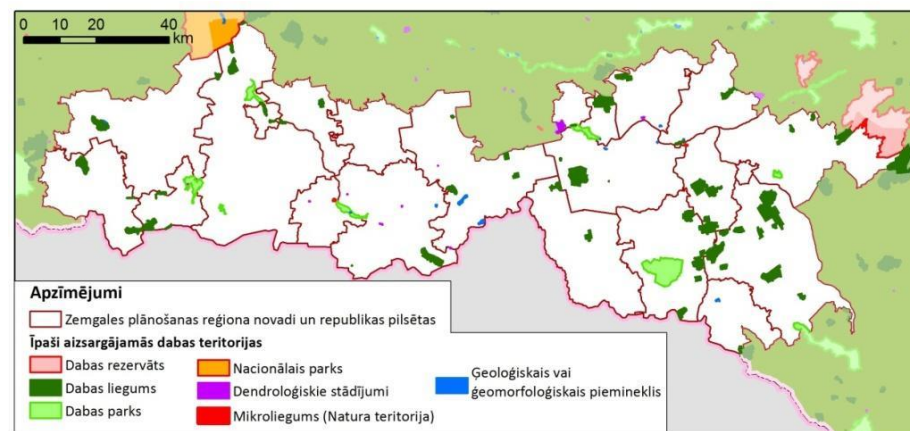 0 10 20 40
km
Apzīmējumi
Zemgales plānošanas reģiona novadi un republikas pilsētas
Īpaši aizsargājamās dabas teritorijas
Dabas rezervāts
Dabas liegums
Dabas parks
Nacionālais parks
Dendroloģiskie stādījumi
Mikroliegums (Natura teritorija)
Ģeoloģiskais vai
ģeomorfoloģiskais piemineklis